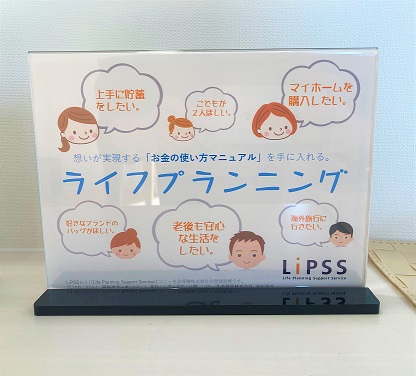 上手に貯蓄
をしたい。
こどもが
2人ほしい。
マイホームを
購入したい。
想いが実現する「お金の使い方マニュアル」を手に入れる。
ライフプランニング
好きなブランドの
バッグがほしい。
老後も安心
な生活を
したい。
海外旅行に
行きたい。
LiPSS
Life Planning Support Service